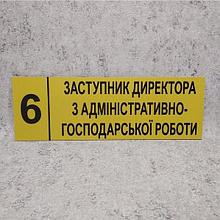 6
ЗАСТУПНИК ДИРЕКТОРА
З АДМІНІСТРАТИВНО-
ГОСПОДАРСЬКОЇ РОБОТИ